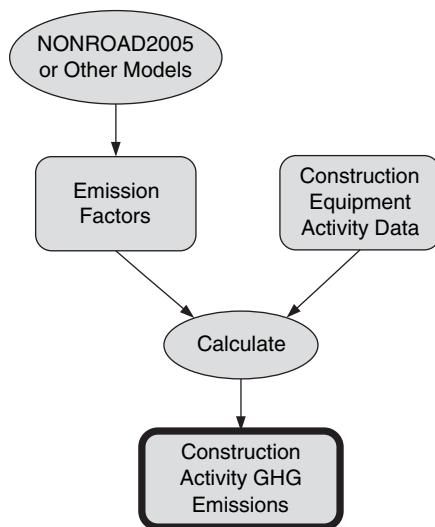 NONROAD2005
or Other Models
Emission
Factors
Construction
Equipment
Activity Data
Calculate
Construction
Activity GHG
Emissions